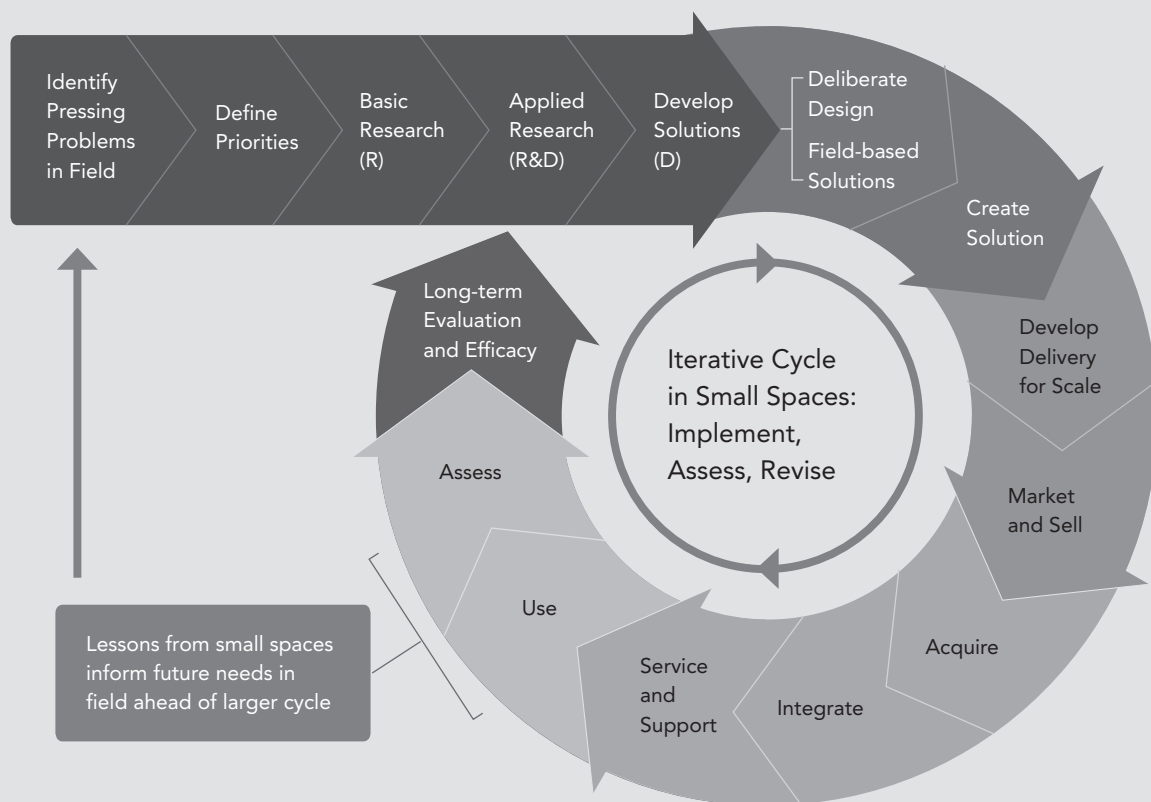 Identify
Pressing
Problems
in Field
Define
Priorities
Basic
Research
(R)
Applied
Research
(R&D)
Develop
Solutions
(D)
Deliberate
Design
Field-based
Solutions
Create
Solution
Develop
Delivery
for Scale
Market
and Sell
Acquire
Integrate
Service
and
Support
Use
Assess
Long-term
Evaluation
and Efficacy
Iterative Cycle
in Small Spaces:
Implement,
Assess, Revise
Lessons from small spaces
inform future needs in
field ahead of larger cycle